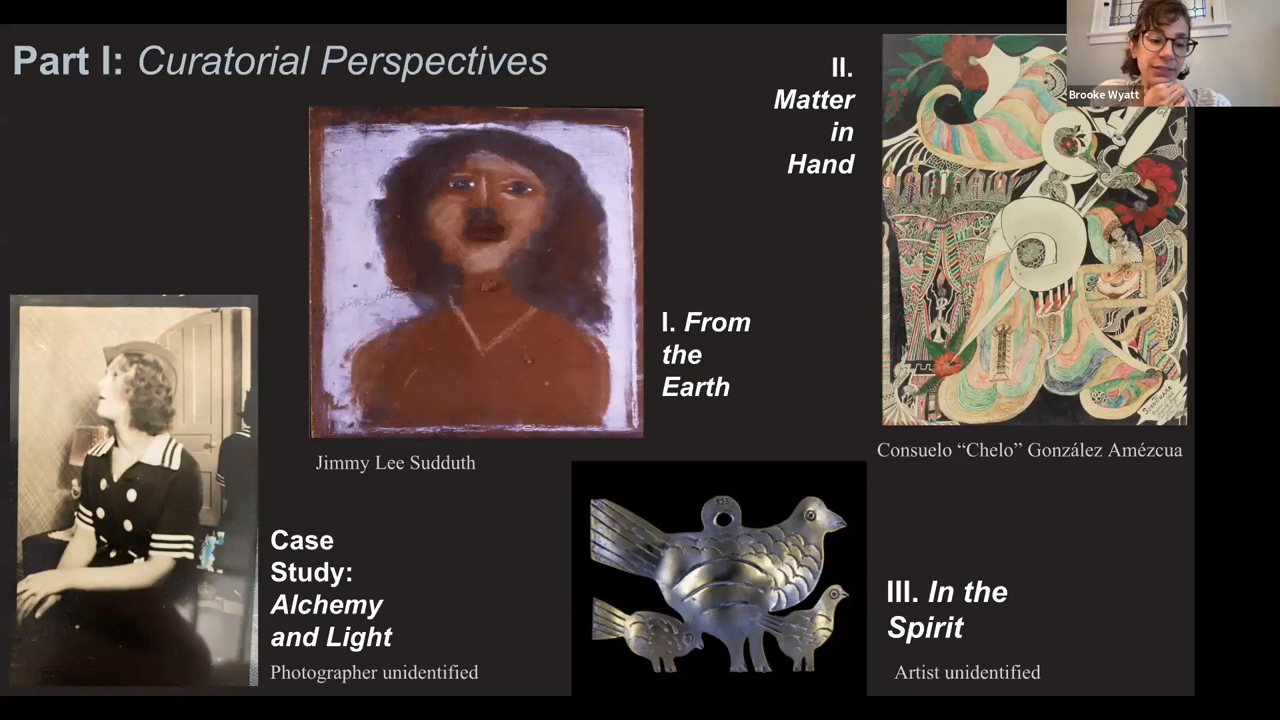 Part I: Curatorial Perspectives
Brooke Wyatt
II.
Matter
in
Hand
I. From
the
Earth
Jimmy Lee Sudduth
Consuelo “Chelo” González Amézcua
Case
Study:
Alchemy
and Light
Photographer unidentified
925
III. In the
Spirit
Artist unidentified